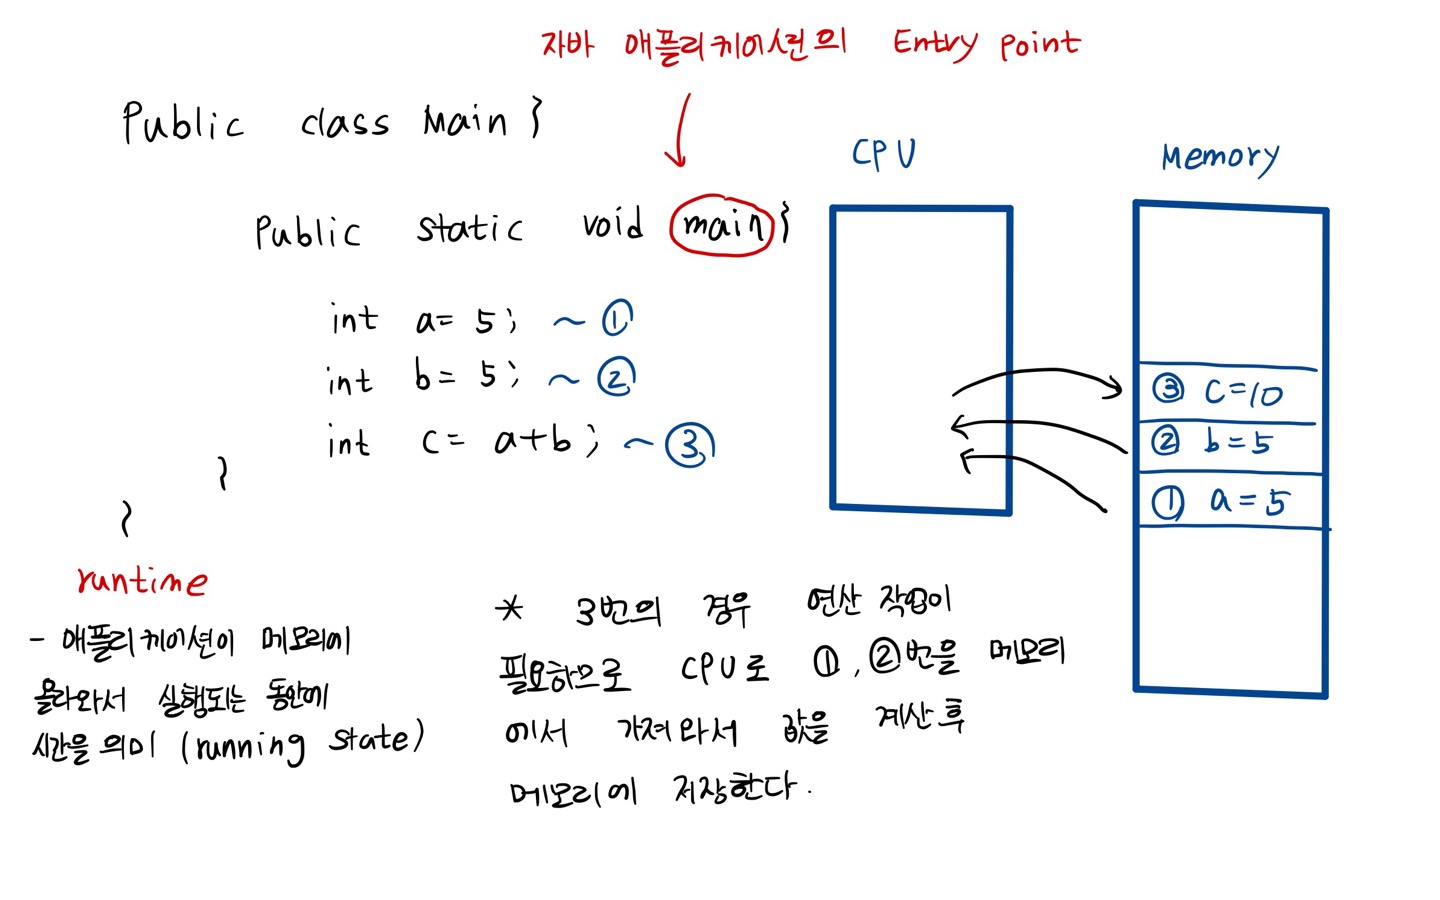 자바 애플리케이션의 Entry point
Public class Main }
CPU
Memory
Public static void main }
int a = 5 ; ~ ①
int b = 5 ; ~ ②
int c = a+b ; ~ ③
}
}
③ c=10
② b=5
① a=5
runtime
- 애플리케이션이 메모리에
올라와서 실행되는 동안에
시간을 의미 (running state)
* 3번의 경우 연산 작업이
필요하므로 CPU로 ①, ②번을 메모리
에서 가져와서 값을 계산 후
메모리에 저장한다.